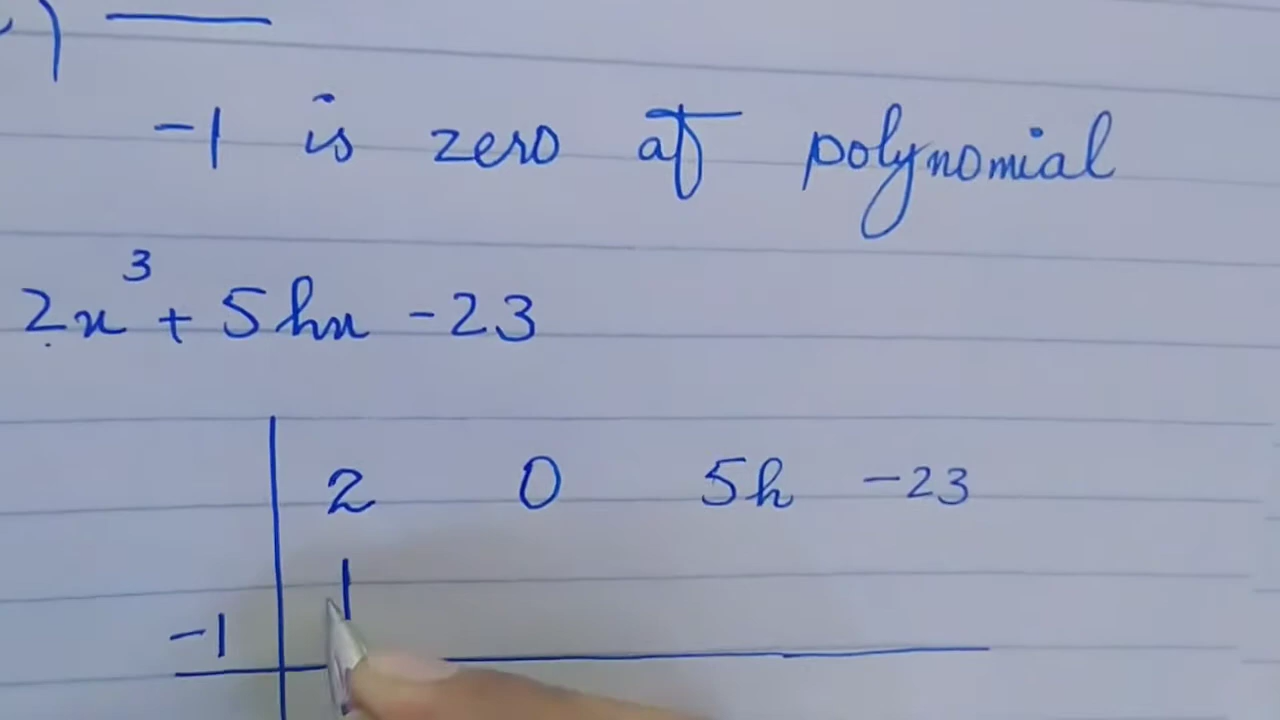 -1 is zero of polynomial
2x³ + 5hx - 23
2 0 5h -23
-1